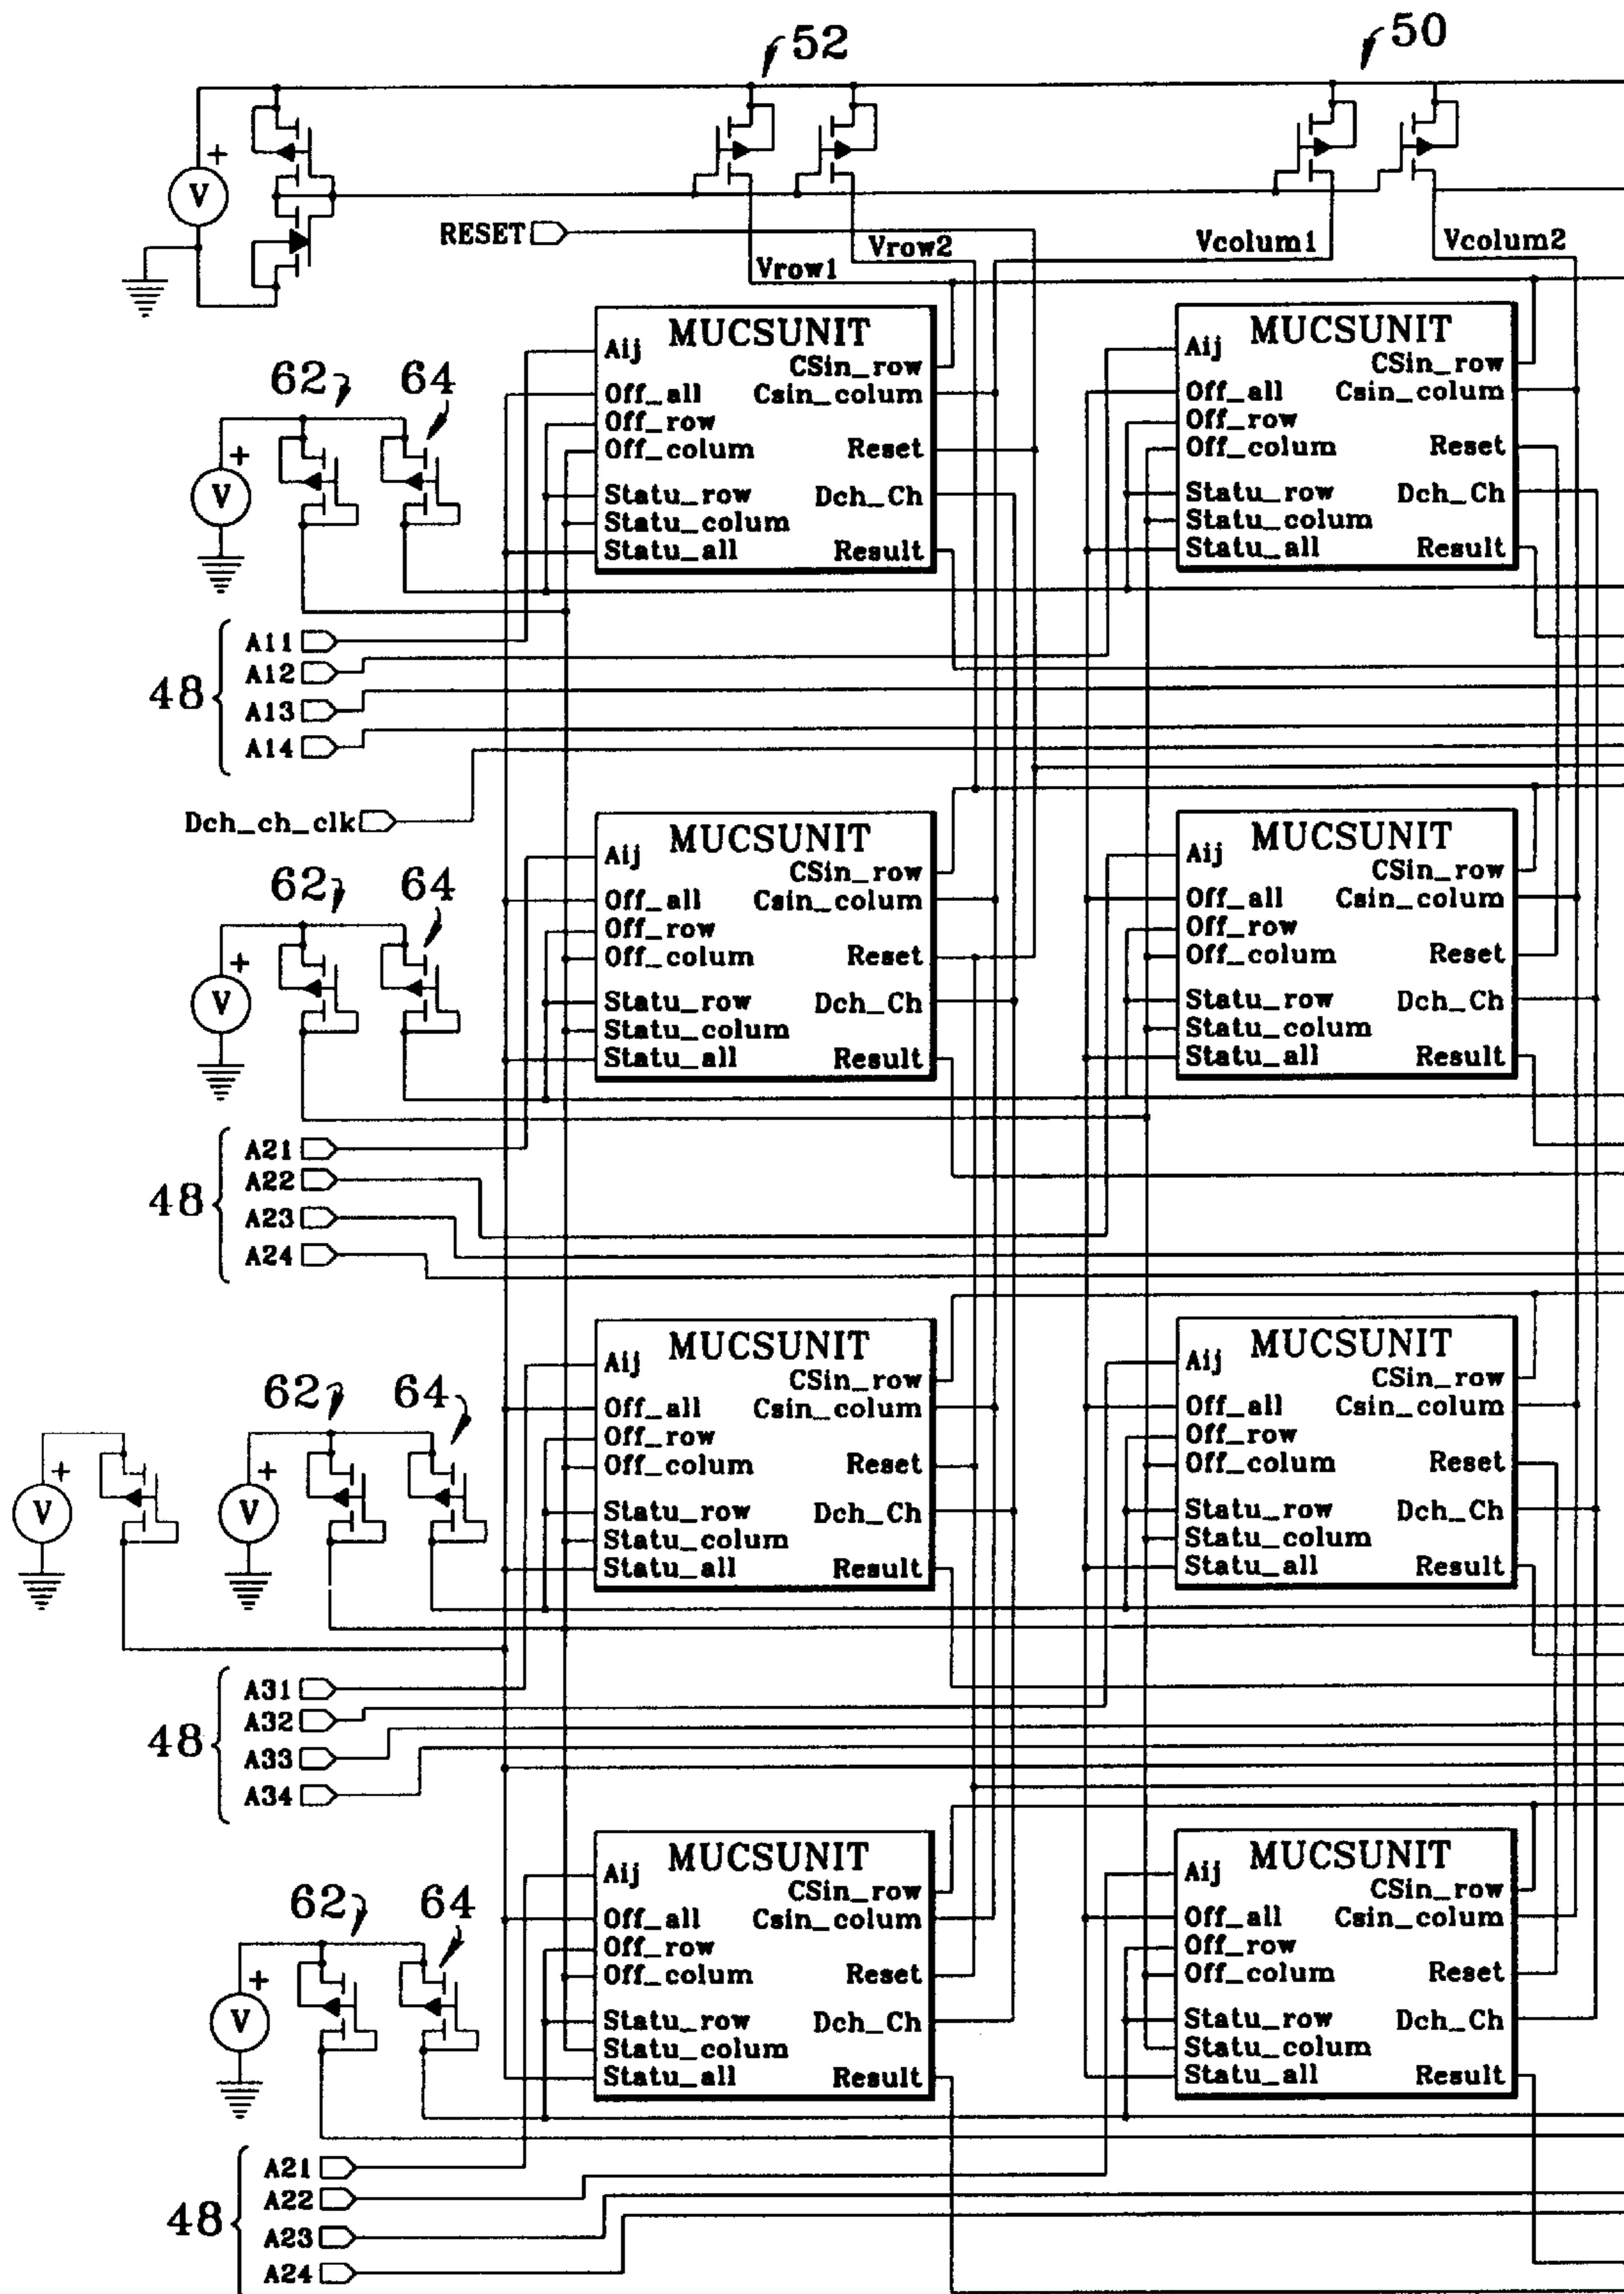 52
50
+
V
RESET
Vrow2
Vrow1
Vcolum1
Vcolum2
MUCSUNIT
Aij
CSin_row
Off_all
Csin_colum
Off_row
Off_colum
Reset
Statu_row
Dch_Ch
Statu_colum
Statu_all
Result
MUCSUNIT
Aij
CSin_row
Off_all
Csin_colum
Off_row
Off_colum
Reset
Statu_row
Dch_Ch
Statu_colum
Statu_all
Result
62
64
+
V
48
A11
A12
A13
A14
Dch_ch_clk
MUCSUNIT
Aij
CSin_row
Off_all
Csin_colum
Off_row
Off_colum
Reset
Statu_row
Dch_Ch
Statu_colum
Statu_all
Result
MUCSUNIT
Aij
CSin_row
Off_all
Csin_colum
Off_row
Off_colum
Reset
Statu_row
Dch_Ch
Statu_colum
Statu_all
Result
62
64
+
V
48
A21
A22
A23
A24
MUCSUNIT
Aij
CSin_row
Off_all
Csin_colum
Off_row
Off_colum
Reset
Statu_row
Dch_Ch
Statu_colum
Statu_all
Result
MUCSUNIT
Aij
CSin_row
Off_all
Csin_colum
Off_row
Off_colum
Reset
Statu_row
Dch_Ch
Statu_colum
Statu_all
Result
62
64
+
V
+
V
48
A31
A32
A33
A34
MUCSUNIT
Aij
CSin_row
Off_all
Csin_colum
Off_row
Off_colum
Reset
Statu_row
Dch_Ch
Statu_colum
Statu_all
Result
MUCSUNIT
Aij
CSin_row
Off_all
Csin_colum
Off_row
Off_colum
Reset
Statu_row
Dch_Ch
Statu_colum
Statu_all
Result
62
64
+
V
48
A21
A22
A23
A24